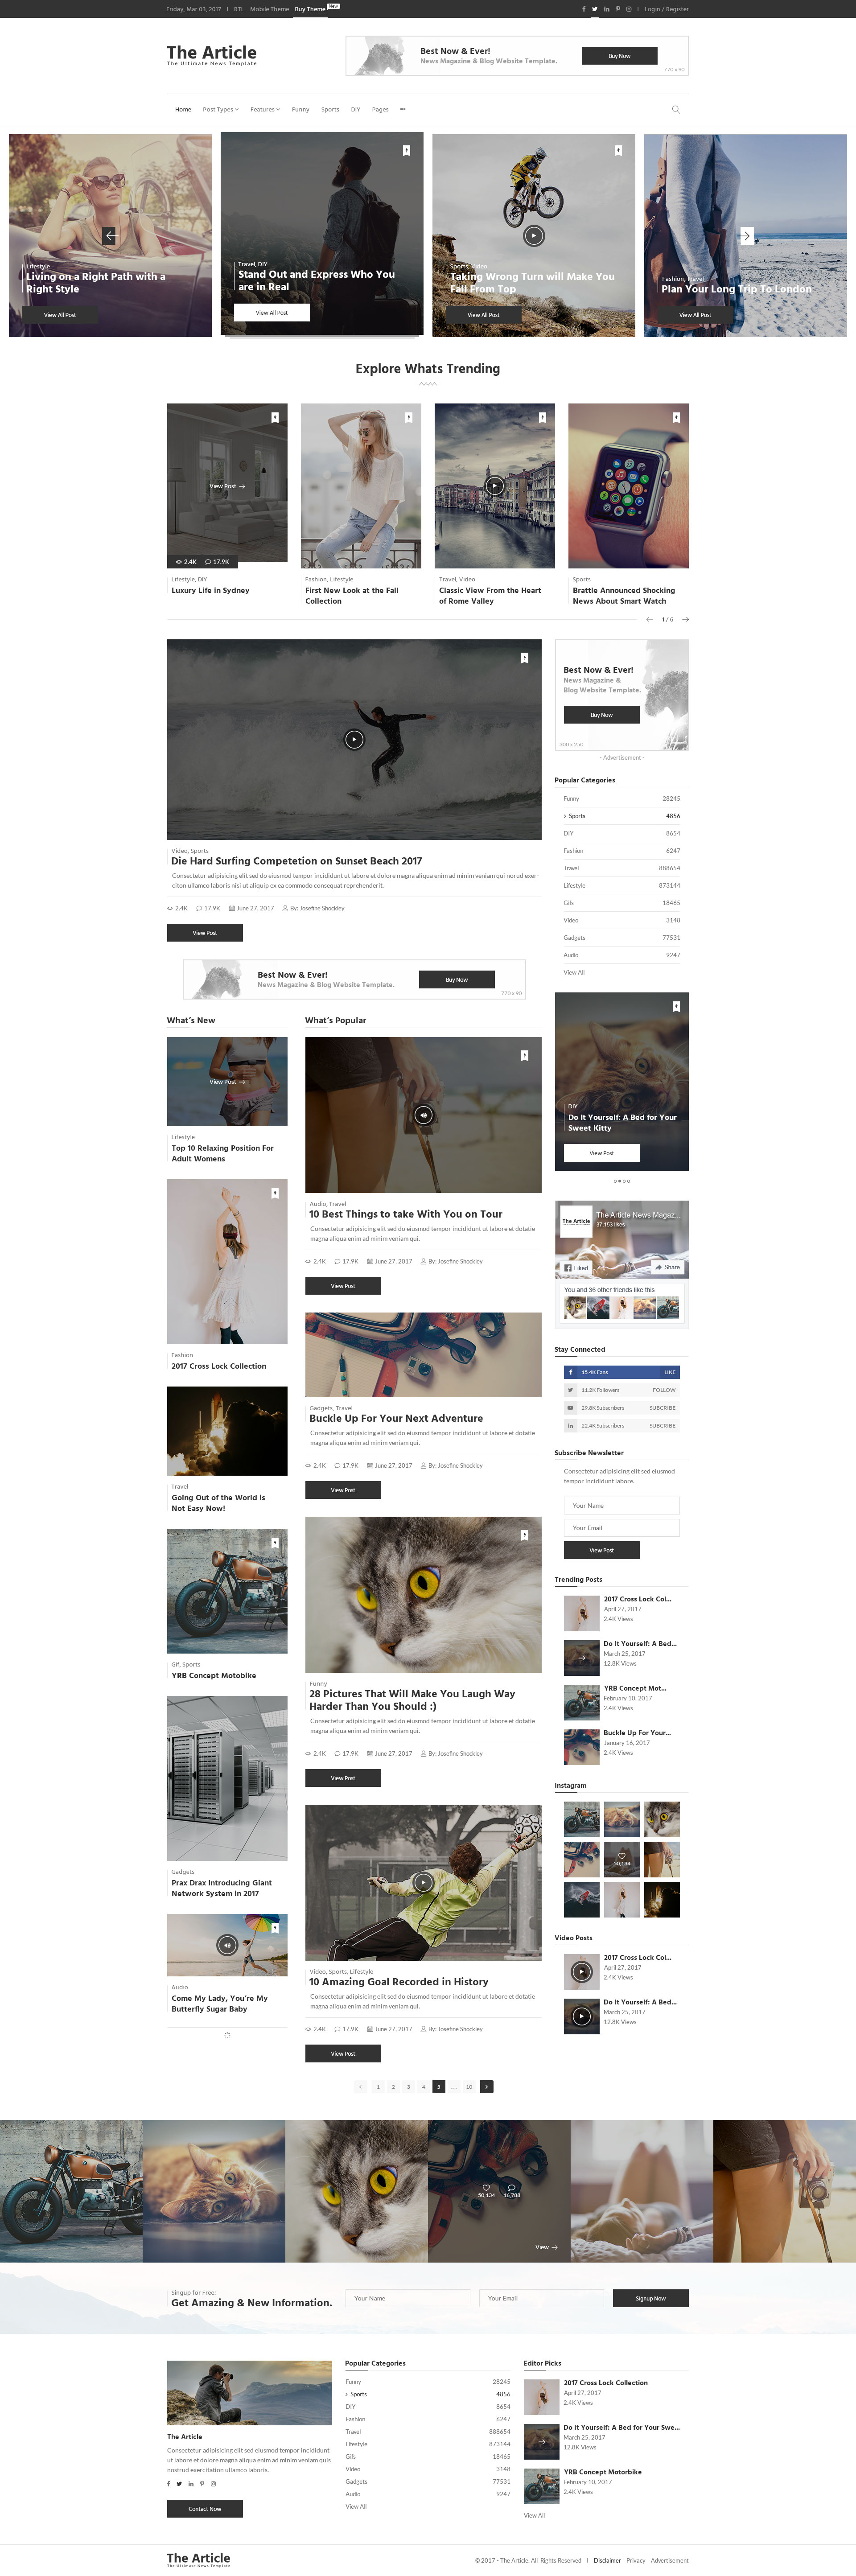 Friday, Mar 03, 2017 | RTL Mobile Theme Buy Theme New
Login / Register
The Article
The Ultimate News Template
Best Now & Ever!
News Magazine & Blog Website Template.
Buy Now
770 x 90
Home Post Types Features Funny Sports DIY Pages
Lifestyle
Living on a Right Path with a
Right Style
View All Post
Travel, DIY
Stand Out and Express Who You
are in Real
View All Post
Sports, Video
Taking Wrong Turn will Make You
Fall From Top
View All Post
Fashion, Travel
Plan Your Long Trip To London
View All Post
Explore Whats Trending
View Post
2.4K 17.9K
Lifestyle, DIY
Luxury Life in Sydney
Fashion, Lifestyle
First New Look at the Fall
Collection
Travel, Video
Classic View From the Heart
of Rome Valley
Sports
Brattle Announced Shocking
News About Smart Watch
1 / 6
Video, Sports
Die Hard Surfing Competetion on Sunset Beach 2017
Consectetur adipisicing elit sed do eiusmod tempor incididunt ut labore et dolore magna aliqua enim ad minim veniam qui norud exer-
citon ullamco laboris nisi ut aliquip ex ea commodo consequat reprehenderit.
2.4K 17.9K June 27, 2017 By: Josefine Shockley
View Post
Best Now & Ever!
News Magazine & Blog Website Template.
Buy Now
770 x 90
What's New
View Post
Lifestyle
Top 10 Relaxing Position For
Adult Womens
Fashion
2017 Cross Lock Collection
Travel
Going Out of the World is
Not Easy Now!
Gif, Sports
YRB Concept Motobike
Gadgets
Prax Drax Introducing Giant
Network System in 2017
Audio
Come My Lady, You're My
Butterfly Sugar Baby
What's Popular
Audio, Travel
10 Best Things to take With You on Tour
Consectetur adipisicing elit sed do eiusmod tempor incididunt ut labore et dotatie
magna aliqua enim ad minim veniam qui.
2.4K 17.9K June 27, 2017 By: Josefine Shockley
View Post
Gadgets, Travel
Buckle Up For Your Next Adventure
Consectetur adipisicing elit sed do eiusmod tempor incididunt ut labore et dotatie
magna aliqua enim ad minim veniam qui.
2.4K 17.9K June 27, 2017 By: Josefine Shockley
View Post
Funny
28 Pictures That Will Make You Laugh Way
Harder Than You Should :)
Consectetur adipisicing elit sed do eiusmod tempor incididunt ut labore et dotatie
magna aliqua enim ad minim veniam qui.
2.4K 17.9K June 27, 2017 By: Josefine Shockley
View Post
Video, Sports, Lifestyle
10 Amazing Goal Recorded in History
Consectetur adipisicing elit sed do eiusmod tempor incididunt ut labore et dotatie
magna aliqua enim ad minim veniam qui.
2.4K 17.9K June 27, 2017 By: Josefine Shockley
View Post
1 2 3 4 5 ... 10
Best Now & Ever!
News Magazine &
Blog Website Template.
Buy Now
300 x 250
- Advertisement -
Popular Categories
Funny 28245
Sports 4856
DIY 8654
Fashion 6247
Travel 888654
Lifestyle 873144
Gifs 18465
Video 3148
Gadgets 77531
Audio 9247
View All
DIY
Do It Yourself: A Bed for Your
Sweet Kitty
View Post
The Article
The Article News Magaz...
37,153 likes
Liked Share
You and 36 other friends like this
Stay Connected
15.4K Fans LIKE
11.2K Followers FOLLOW
29.8K Subscribers SUBCRIBE
22.4K Subscribers SUBCRIBE
Subscribe Newsletter
Consectetur adipisicing elit sed eiusmod
tempor incididunt labore.
Your Name
Your Email
View Post
Trending Posts
2017 Cross Lock Col...
April 27, 2017
2.4K Views
Do It Yourself: A Bed...
March 25, 2017
12.8K Views
YRB Concept Mot...
February 10, 2017
2.4K Views
Buckle Up For Your...
January 16, 2017
2.4K Views
Instagram
50,134
Video Posts
2017 Cross Lock Col...
April 27, 2017
2.4K Views
Do It Yourself: A Bed...
March 25, 2017
12.8K Views
50,134 16,788
View
Singup for Free!
Get Amazing & New Information.
Your Name
Your Email
Signup Now
The Article
Consectetur adipisicing elit sed eiusmod tempor incididunt
ut labore et dolore magna aliqua enim ad minim veniam quis
nostrud exercitation ullamco laboris.
Contact Now
Popular Categories
Funny 28245
Sports 4856
DIY 8654
Fashion 6247
Travel 888654
Lifestyle 873144
Gifs 18465
Video 3148
Gadgets 77531
Audio 9247
View All
Editor Picks
2017 Cross Lock Collection
April 27, 2017
2.4K Views
Do It Yourself: A Bed for Your Swe...
March 25, 2017
12.8K Views
YRB Concept Motorbike
February 10, 2017
2.4K Views
View All
The Article
The Ultimate News Template
© 2017 - The Article. All Rights Reserved | Disclaimer Privacy Advertisement